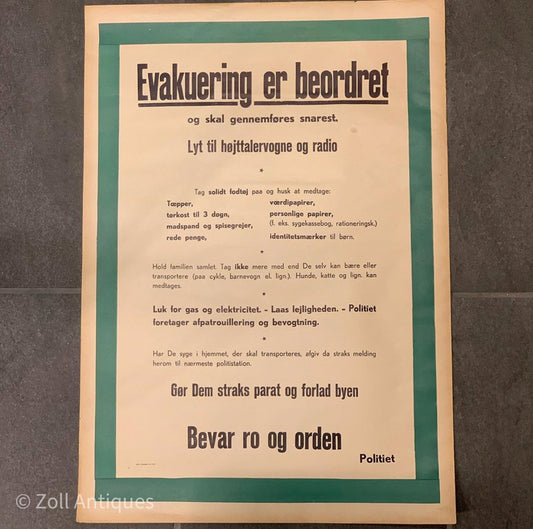 Evakuering er beordret
og skal gennemføres snarest.
Lyt til højttalervogne og radio
*
Tag solidt fodtøj paa og husk at medtage:
Tæpper,
tørkost til 3 døgn,
madspand og spisegrejer,
rede penge,
værdipapirer,
personlige papirer,
(f. eks. sygekassebog, rationeringsk.)
identitetsmærker til børn.
*
Hold familien samlet. Tag ikke mere med end De selv kan bære eller
transportere (paa cykle, barnevogn el. lign.). Hunde, katte og lign. kan
medtages.
*
Luk for gas og elektricitet. - Laas lejligheden. - Politiet
foretager afpatrouillering og bevogtning.
*
Har De syge i hjemmet, der skal transporteres, afgiv da straks melding
herom til nærmeste politistation.
Gør Dem straks parat og forlad byen
Bevar ro og orden
Politiet
© Zoll Antiques